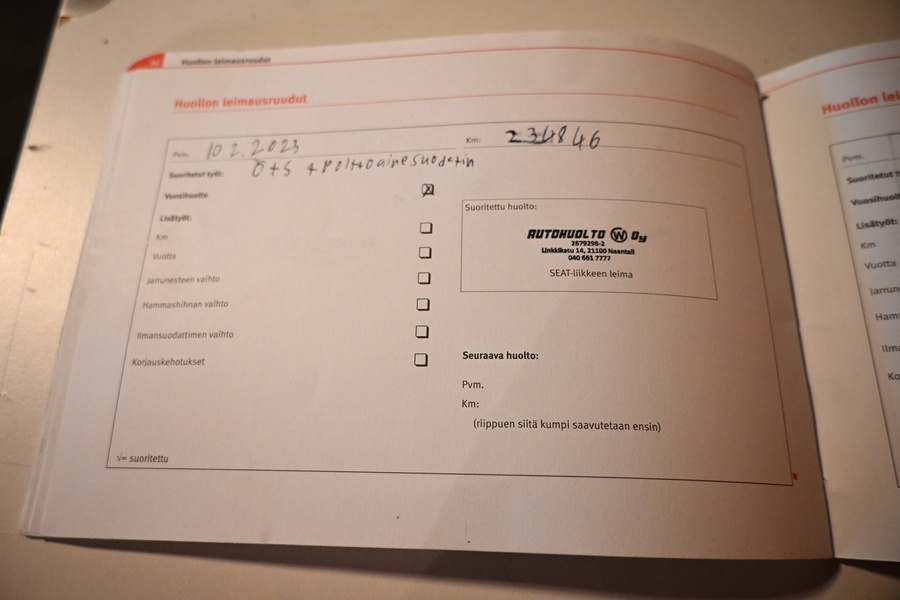 Huollon leimausruudut
Huollon leimausruudut
Pvm. 10.2.2023 Km: 234846
Suoritetut työt: Ö+S + Polttoainesuodatin
Vuosihuolto
Lisätyöt:
Km
Vuotta
Jarrunesteen vaihto
Hammashihnan vaihto
Ilmansuodattimen vaihto
Korjauskehotukset
√= suoritettu
Suoritettu huolto:
AUTOHUOLTO W Oy
2679296-2
Linkkikatu 14, 21100 Naantali
040 661 7777
SEAT-liikkeen leima
Seuraava huolto:
Pvm.
Km:
(riippuen siitä kumpi saavutetaan ensin)
Huollon lei
Pvm.
Suoritetut t
Vuosihuolt
Lisätyöt:
Km
Vuotta
Jarrun
Ham
Ilma
Ko